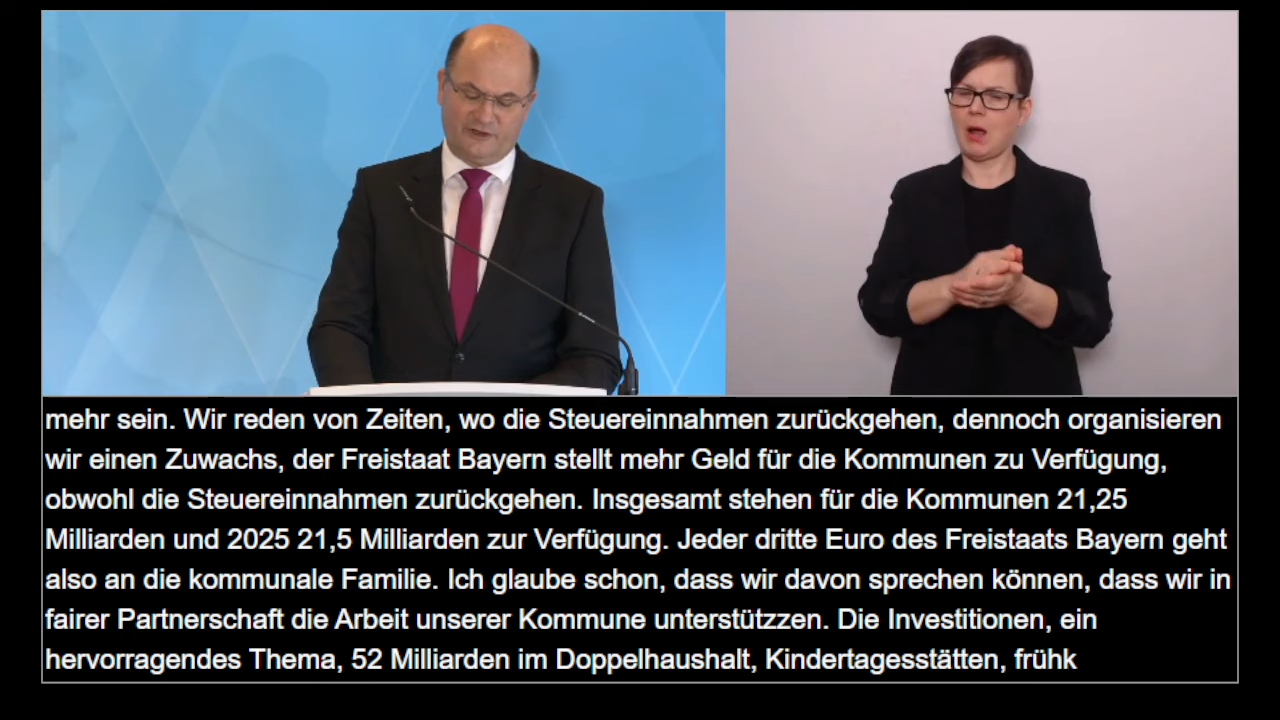 mehr sein. Wir reden von Zeiten, wo die Steuereinnahmen zurückgehen, dennoch organisieren
wir einen Zuwachs, der Freistaat Bayern stellt mehr Geld für die Kommunen zu Verfügung,
obwohl die Steuereinnahmen zurückgehen. Insgesamt stehen für die Kommunen 21,25
Milliarden und 2025 21,5 Milliarden zur Verfügung. Jeder dritte Euro des Freistaats Bayern geht
also an die kommunale Familie. Ich glaube schon, dass wir davon sprechen können, dass wir in
fairer Partnerschaft die Arbeit unserer Kommune unterstützzen. Die Investitionen, ein
hervorragendes Thema, 52 Milliarden im Doppelhaushalt, Kindertagesstätten, frühk